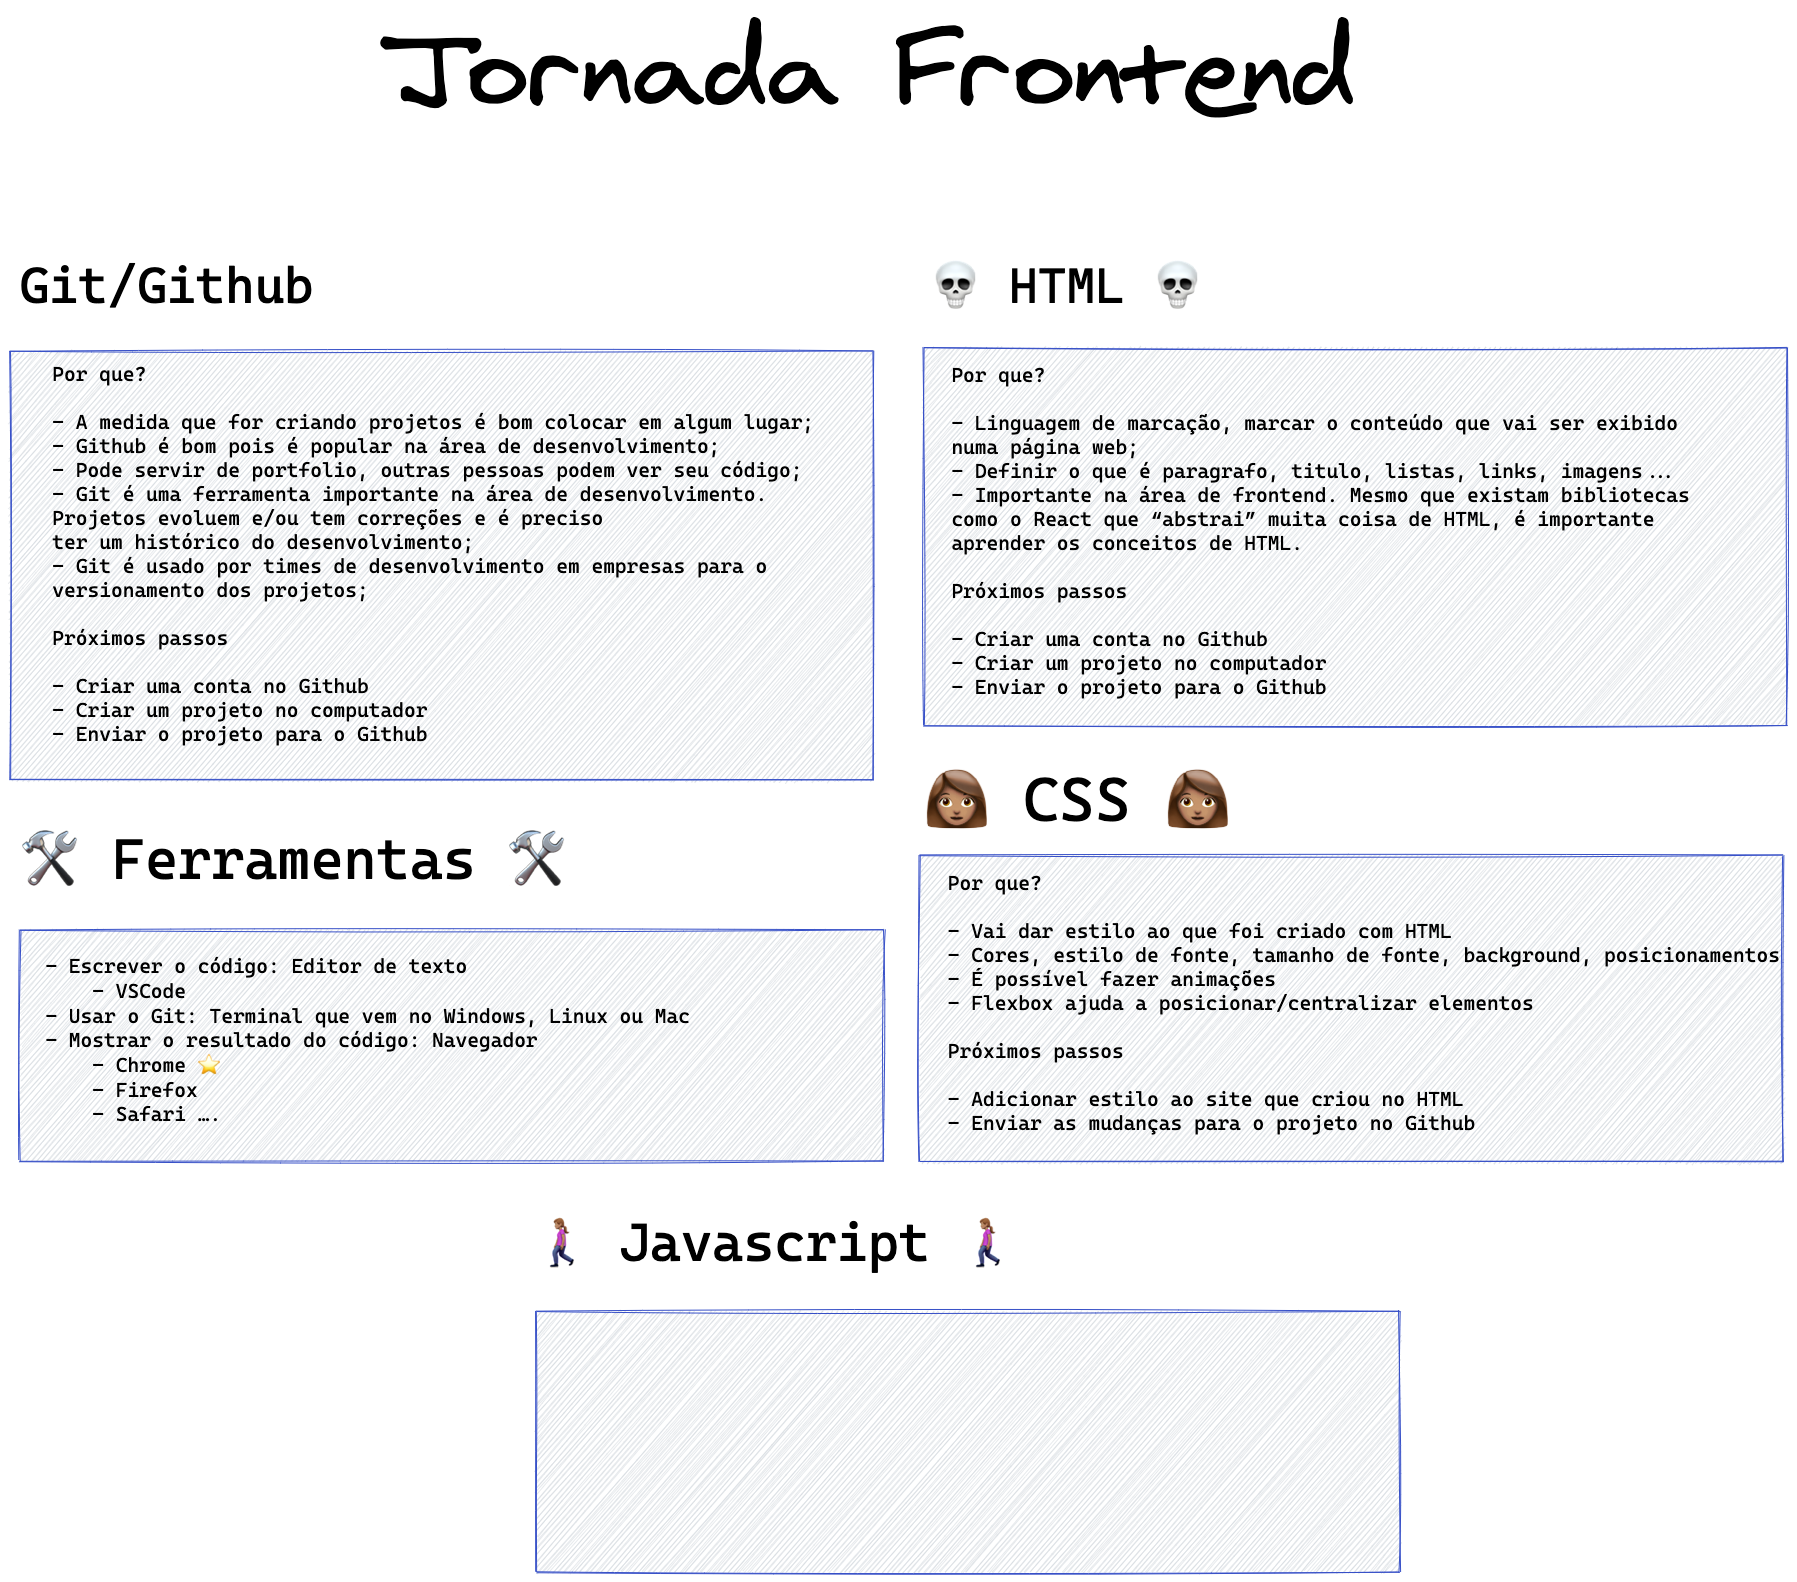 Jornada Frontend
Git/Github
Por que?
- A medida que for criando projetos é bom colocar em algum lugar;
- Github é bom pois é popular na área de desenvolvimento;
- Pode servir de portfolio, outras pessoas podem ver seu código;
- Git é uma ferramenta importante na área de desenvolvimento.
Projetos evoluem e/ou tem correções e é preciso
ter um histórico do desenvolvimento;
- Git é usado por times de desenvolvimento em empresas para o
versionamento dos projetos;
Próximos passos
- Criar uma conta no Github
- Criar um projeto no computador
- Enviar o projeto para o Github
🛠 Ferramentas 🛠
- Escrever o código: Editor de texto
- VSCode
- Usar o Git: Terminal que vem no Windows, Linux ou Mac
- Mostrar o resultado do código: Navegador
- Chrome ⭐
- Firefox
- Safari ….
💀 HTML 💀
Por que?
- Linguagem de marcação, marcar o conteúdo que vai ser exibido
numa página web;
- Definir o que é paragrafo, titulo, listas, links, imagens...
- Importante na área de frontend. Mesmo que existam bibliotecas
como o React que “abstrai” muita coisa de HTML, é importante
aprender os conceitos de HTML.
Próximos passos
- Criar uma conta no Github
- Criar um projeto no computador
- Enviar o projeto para o Github
👩🏽 CSS 👩🏽
Por que?
- Vai dar estilo ao que foi criado com HTML
- Cores, estilo de fonte, tamanho de fonte, background, posicionamentos
- É possível fazer animações
- Flexbox ajuda a posicionar/centralizar elementos
Próximos passos
- Adicionar estilo ao site que criou no HTML
- Enviar as mudanças para o projeto no Github
🚶🏽‍♀️ Javascript 🚶🏽‍♀️